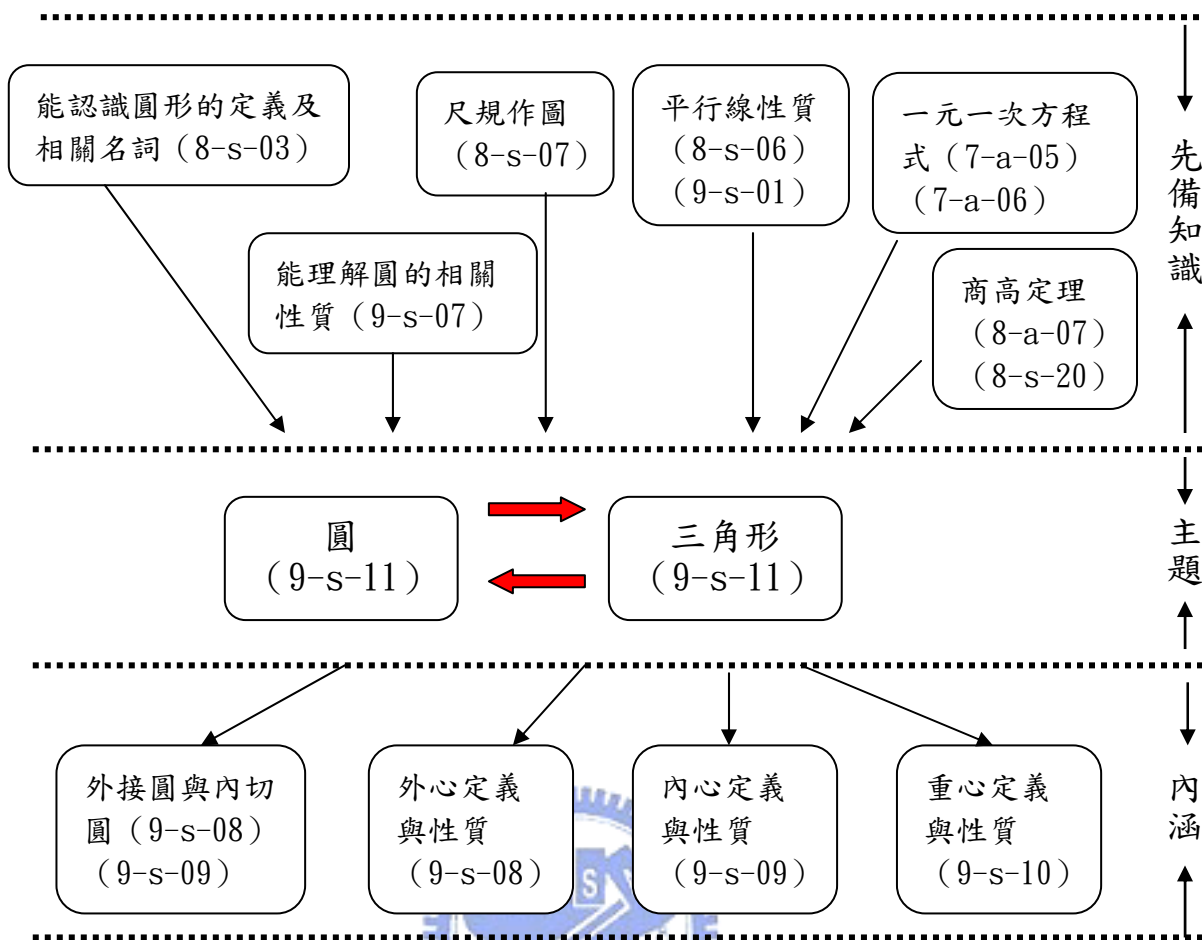 能認識圓形的定義及
相關名詞（8-s-03）
尺規作圖
（8-s-07）
平行線性質
（8-s-06）
（9-s-01）
一元一次方程
式（7-a-05）
（7-a-06）
先備知識
能理解圓的相關
性質（9-s-07）
商高定理
（8-a-07）
（8-s-20）
圓
（9-s-11）
三角形
（9-s-11）
主題
外接圓與內切
圓（9-s-08）
（9-s-09）
外心定義
與性質
（9-s-08）
內心定義
與性質
（9-s-09）
重心定義
與性質
（9-s-10）
內涵
S